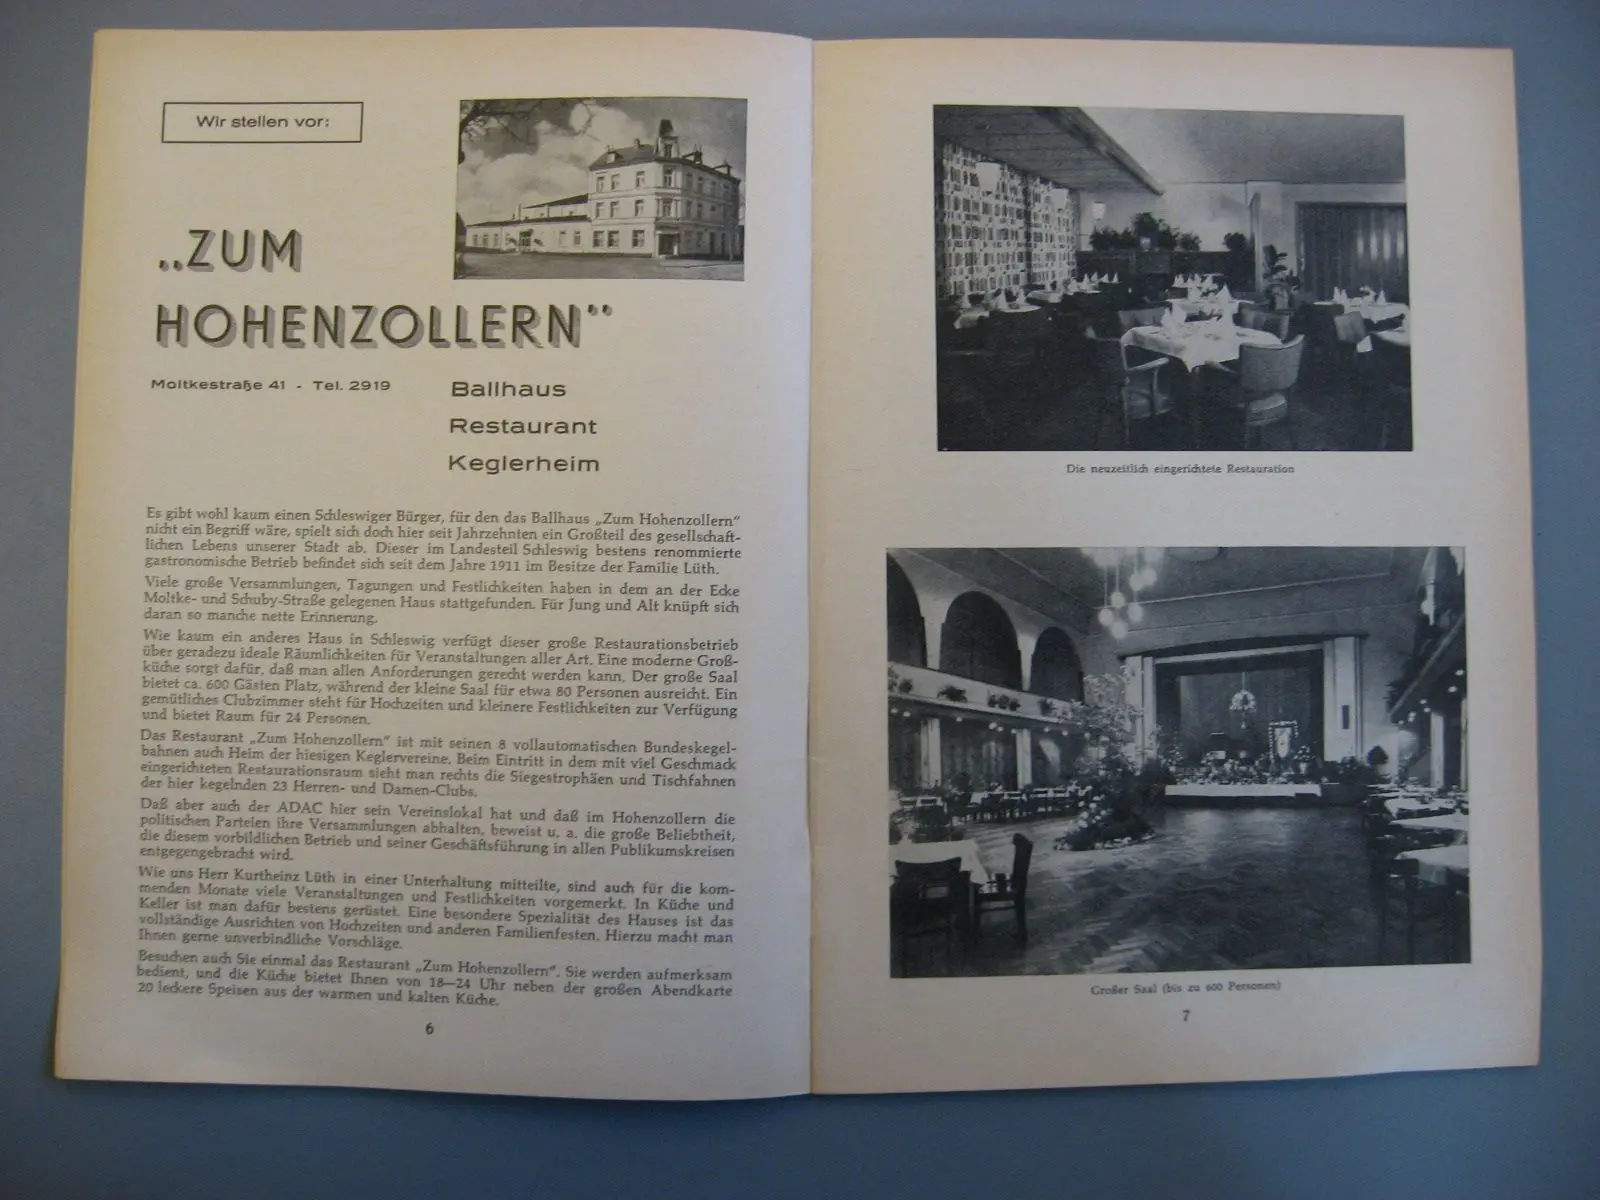 Wir stellen vor:
„ZUM
HOHENZOLLERN"
Moltkestraße 41 - Tel. 2919
Ballhaus
Restaurant
Keglerheim
Es gibt wohl kaum einen Schleswiger Bürger, für den das Ballhaus „Zum Hohenzollern"
nicht ein Begriff wäre, spielt sich doch hier seit Jahrzehnten ein Großteil des gesellschaft-
lichen Lebens unserer Stadt ab. Dieser im Landesteil Schleswig bestens renommierte
gastronomische Betrieb befindet sich seit dem Jahre 1911 im Besitze der Familie Lüth.
Viele große Versammlungen, Tagungen und Festlichkeiten haben in dem an der Ecke
Moltke- und Schuby-Straße gelegenen Haus stattgefunden. Für Jung und Alt knüpft sich
daran so manche nette Erinnerung.
Wie kaum ein anderes Haus in Schleswig verfügt dieser große Restaurationsbetrieb
über geradezu ideale Räumlichkeiten für Veranstaltungen aller Art. Eine moderne Groß-
küche sorgt dafür, daß man allen Anforderungen gerecht werden kann. Der große Saal
bietet ca. 600 Gästen Platz, während der kleine Saal für etwa 80 Personen ausreicht. Ein
gemütliches Clubzimmer steht für Hochzeiten und kleinere Festlichkeiten zur Verfügung
und bietet Raum für 24 Personen.
Das Restaurant „Zum Hohenzollern" ist mit seinen 8 vollautomatischen Bundeskegel-
bahnen auch Heim der hiesigen Keglervereine. Beim Eintritt in dem mit viel Geschmack
eingerichteten Restaurationsraum sieht man rechts die Siegestrophäen und Tischfahnen
der hier kegelnden 23 Herren- und Damen-Clubs.
Daß aber auch der ADAC hier sein Vereinslokal hat und daß im Hohenzollern die
politischen Parteien ihre Versammlungen abhalten, beweist u. a. die große Beliebtheit,
die diesem vorbildlichen Betrieb und seiner Geschäftsführung in allen Publikumskreisen
entgegengebracht wird.
Wie uns Herr Kurtheinz Lüth in einer Unterhaltung mitteilte, sind auch für die kom-
menden Monate viele Veranstaltungen und Festlichkeiten vorgemerkt. In Küche und
Keller ist man dafür bestens gerüstet. Eine besondere Spezialität des Hauses ist das
vollständige Ausrichten von Hochzeiten und anderen Familienfesten. Hierzu macht man
Ihnen gerne unverbindliche Vorschläge.
Besuchen auch Sie einmal das Restaurant „Zum Hohenzollern". Sie werden aufmerksam
bedient, und die Küche bietet Ihnen von 18—24 Uhr neben der großen Abendkarte
20 leckere Speisen aus der warmen und kalten Küche.
6
Die neuzeitlich eingerichtete Restauration
Großer Saal (bis zu 600 Personen)
7